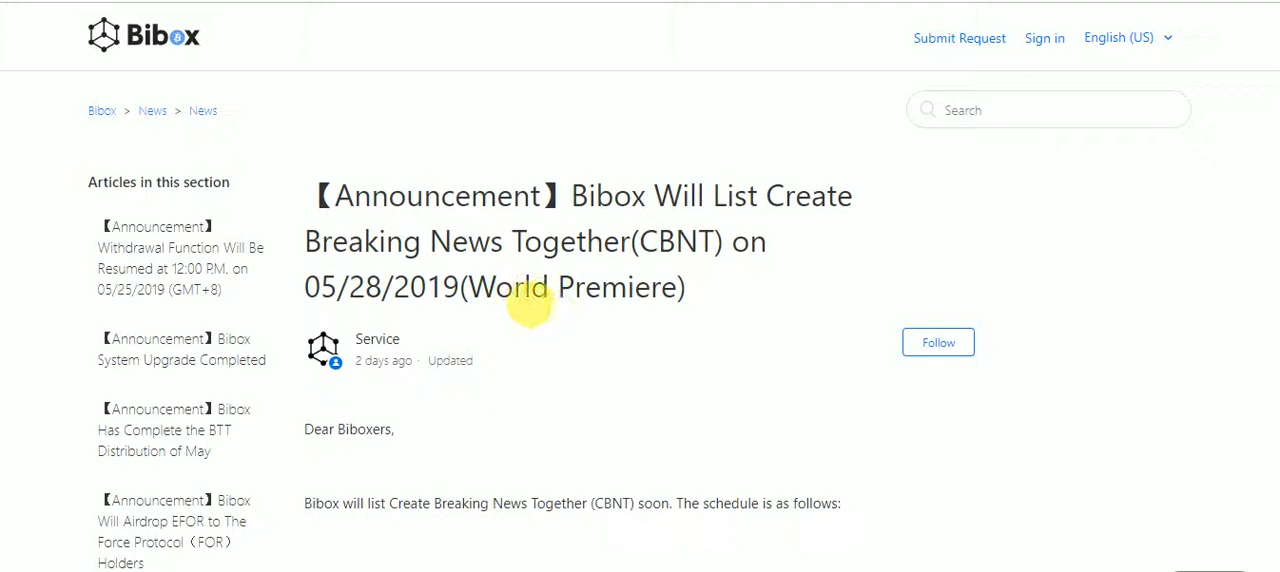 Bibox
Submit Request
Sign in
English (US)
Bibox > News > News
Search
Articles in this section
【Announcement】
Withdrawal Function Will Be
Resumed at 12:00 P.M. on
05/25/2019 (GMT+8)
【Announcement】Bibox
System Upgrade Completed
【Announcement】Bibox
Has Complete the BTT
Distribution of May
【Announcement】Bibox
Will Airdrop EFOR to The
Force Protocol（FOR）
Holders
【Announcement】Bibox Will List Create
Breaking News Together(CBNT) on
05/28/2019(World Premiere)
Service
2 days ago · Updated
Follow
Dear Biboxers,
Bibox will list Create Breaking News Together (CBNT) soon. The schedule is as follows: